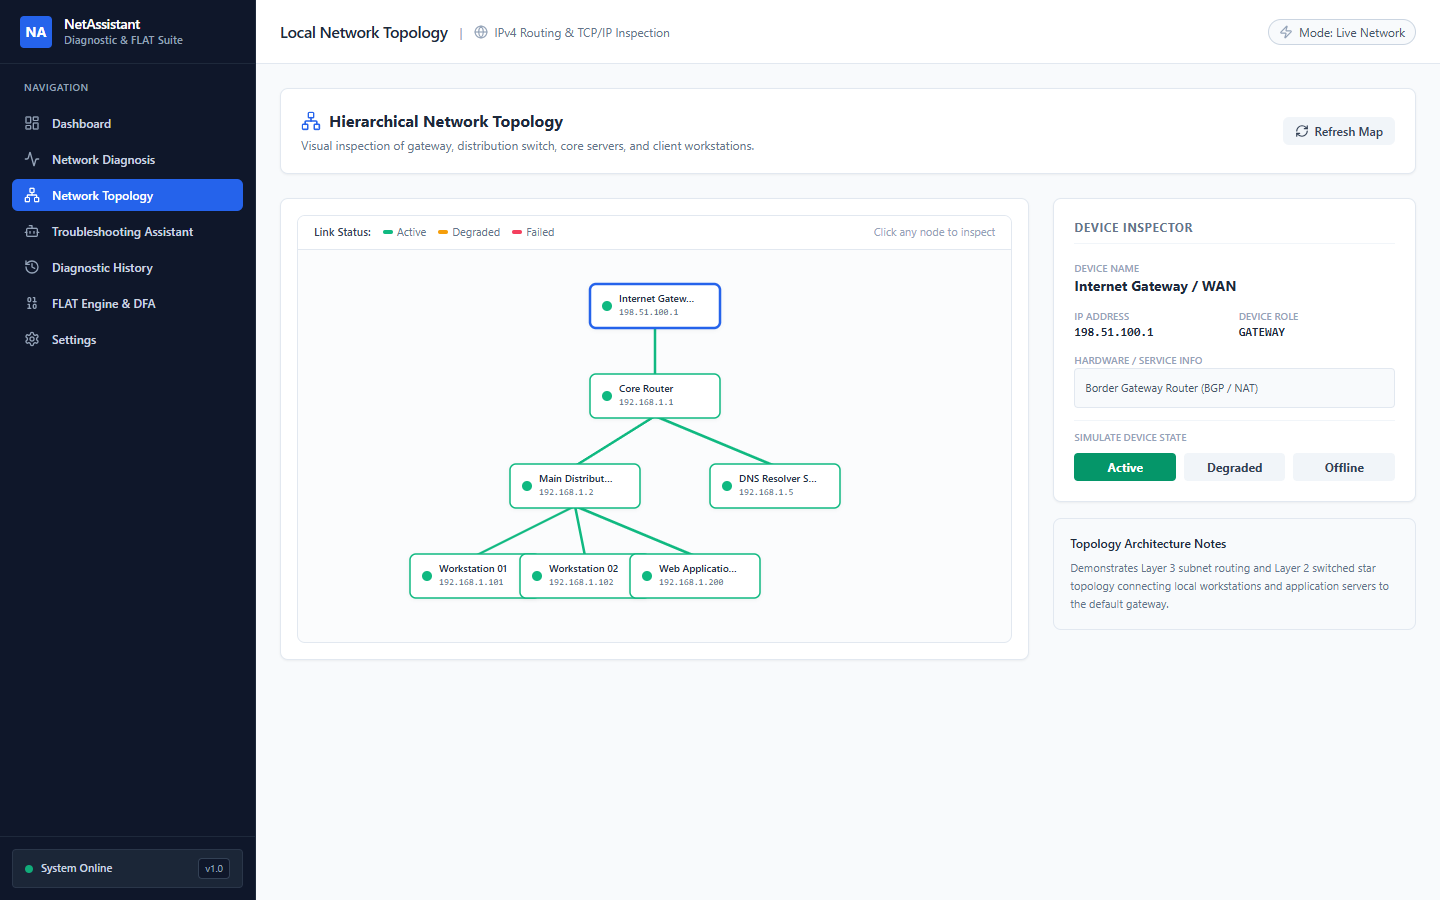 NA
NetAssistant
Diagnostic & FLAT Suite
NAVIGATION
Dashboard
Network Diagnosis
Network Topology
Troubleshooting Assistant
Diagnostic History
FLAT Engine & DFA
Settings
System Online
v1.0
Local Network Topology | IPv4 Routing & TCP/IP Inspection
Mode: Live Network
Hierarchical Network Topology
Visual inspection of gateway, distribution switch, core servers, and client workstations.
Refresh Map
Link Status: Active Degraded Failed
Click any node to inspect
Internet Gatew...
198.51.100.1
Core Router
192.168.1.1
Main Distribut...
192.168.1.2
DNS Resolver S...
192.168.1.5
Workstation 01
192.168.1.101
Workstation 02
192.168.1.102
Web Applicatio...
192.168.1.200
DEVICE INSPECTOR
DEVICE NAME
Internet Gateway / WAN
IP ADDRESS
198.51.100.1
DEVICE ROLE
GATEWAY
HARDWARE / SERVICE INFO
Border Gateway Router (BGP / NAT)
SIMULATE DEVICE STATE
Active Degraded Offline
Topology Architecture Notes
Demonstrates Layer 3 subnet routing and Layer 2 switched star
topology connecting local workstations and application servers to
the default gateway.